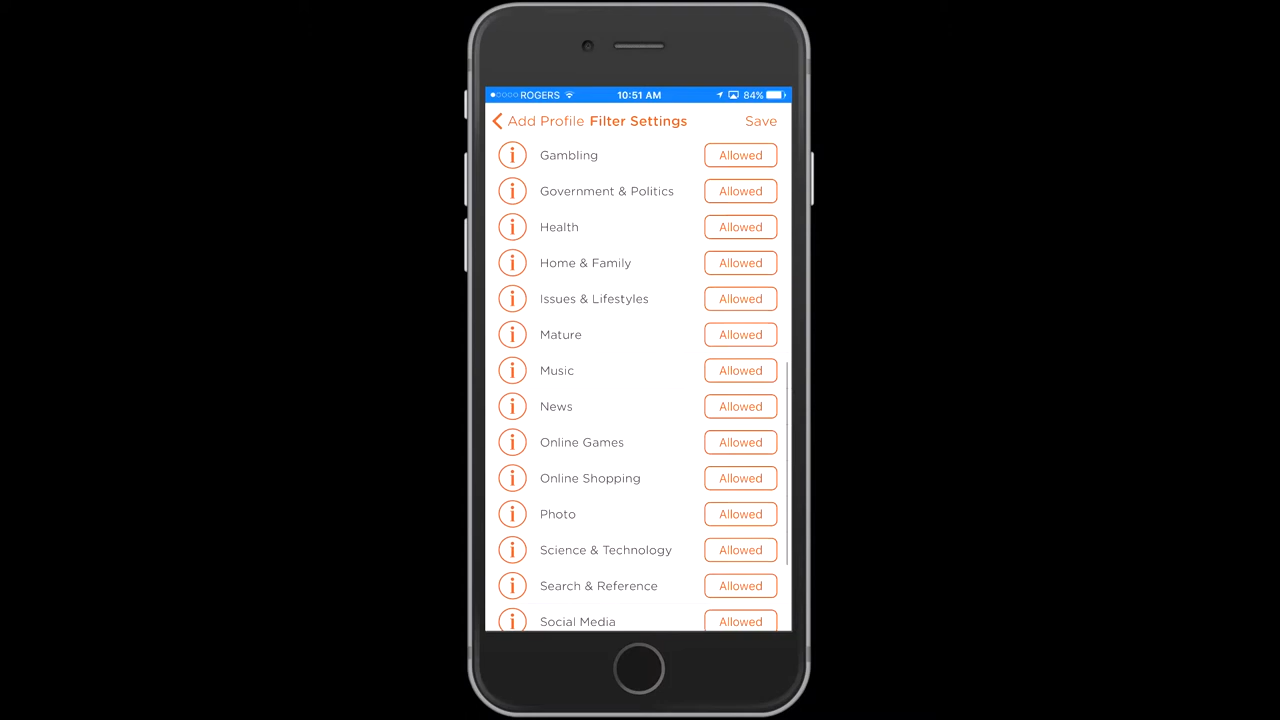 ROGERS 10:51 AM 84%
Add Profile Filter Settings Save
i Gambling Allowed
i Government & Politics Allowed
i Health Allowed
i Home & Family Allowed
i Issues & Lifestyles Allowed
i Mature Allowed
i Music Allowed
i News Allowed
i Online Games Allowed
i Online Shopping Allowed
i Photo Allowed
i Science & Technology Allowed
i Search & Reference Allowed
i Social Media Allowed